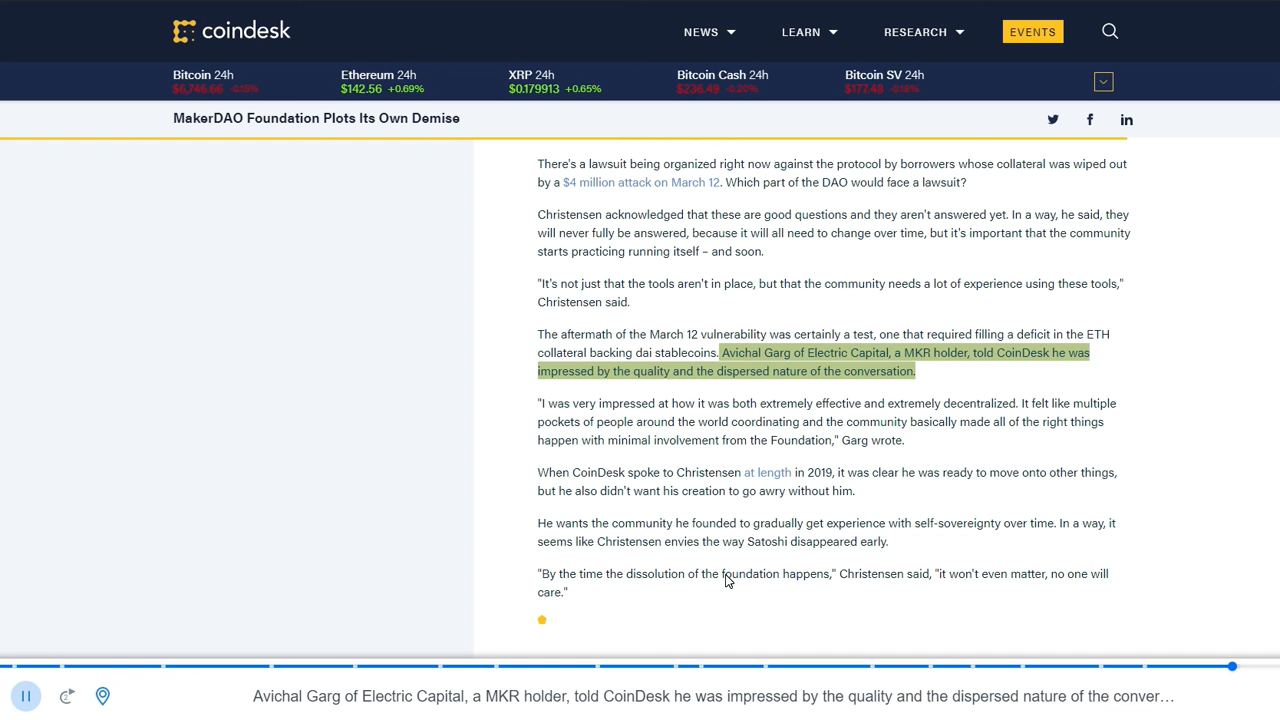 coindesk
NEWS
LEARN
RESEARCH
EVENTS
Bitcoin 24h
$6,746.66 -0.15%
Ethereum 24h
$142.56 +0.69%
XRP 24h
$0.179913 +0.65%
Bitcoin Cash 24h
$236.49 -0.20%
Bitcoin SV 24h
$177.48 -0.18%
MakerDAO Foundation Plots Its Own Demise
There's a lawsuit being organized right now against the protocol by borrowers whose collateral was wiped out
by a $4 million attack on March 12. Which part of the DAO would face a lawsuit?
Christensen acknowledged that these are good questions and they aren't answered yet. In a way, he said, they
will never fully be answered, because it will all need to change over time, but it's important that the community
starts practicing running itself – and soon.
"It's not just that the tools aren't in place, but that the community needs a lot of experience using these tools,"
Christensen said.
The aftermath of the March 12 vulnerability was certainly a test, one that required filling a deficit in the ETH
collateral backing dai stablecoins. Avichal Garg of Electric Capital, a MKR holder, told CoinDesk he was
impressed by the quality and the dispersed nature of the conversation.
"I was very impressed at how it was both extremely effective and extremely decentralized. It felt like multiple
pockets of people around the world coordinating and the community basically made all of the right things
happen with minimal involvement from the Foundation," Garg wrote.
When CoinDesk spoke to Christensen at length in 2019, it was clear he was ready to move onto other things,
but he also didn't want his creation to go awry without him.
He wants the community he founded to gradually get experience with self-sovereignty over time. In a way, it
seems like Christensen envies the way Satoshi disappeared early.
"By the time the dissolution of the foundation happens," Christensen said, "it won't even matter, no one will
care."
Avichal Garg of Electric Capital, a MKR holder, told CoinDesk he was impressed by the quality and the dispersed nature of the conver…